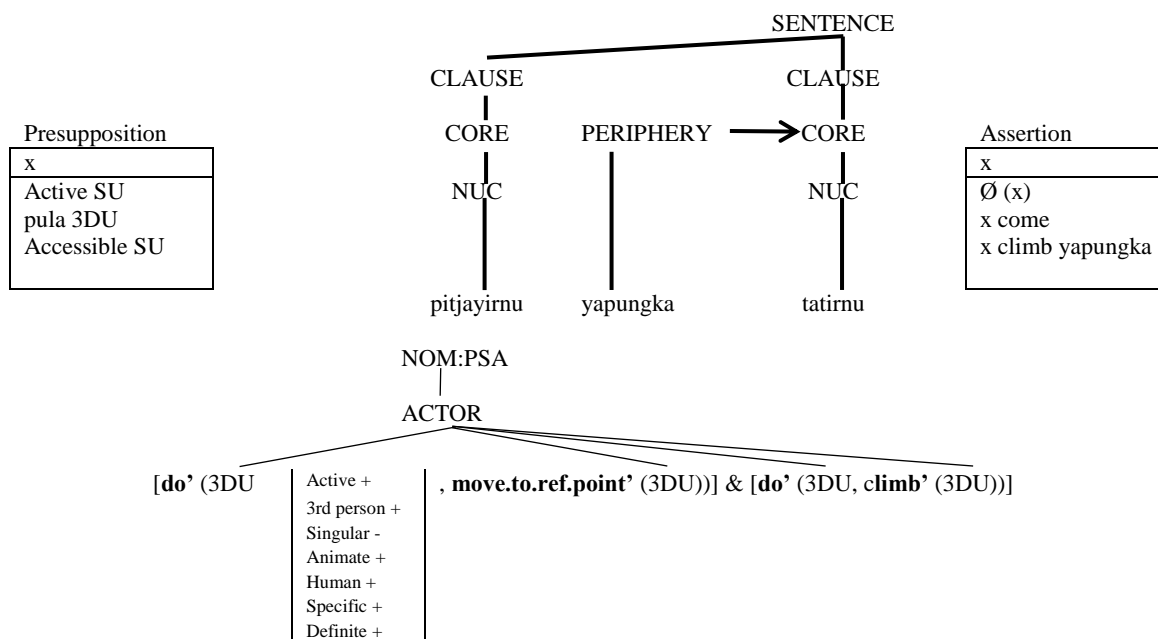 SENTENCE
CLAUSE CLAUSE
Presupposition CORE PERIPHERY CORE Assertion
x x
Active SU NUC NUC Ø (x)
pula 3DU x come
Accessible SU x climb yapungka
pitjayirnu yapungka tatirnu
NOM:PSA
ACTOR
[do’ (3DU Active + , move.to.ref.point’ (3DU))] & [do’ (3DU, climb’ (3DU))]
3rd person +
Singular -
Animate +
Human +
Specific +
Definite +